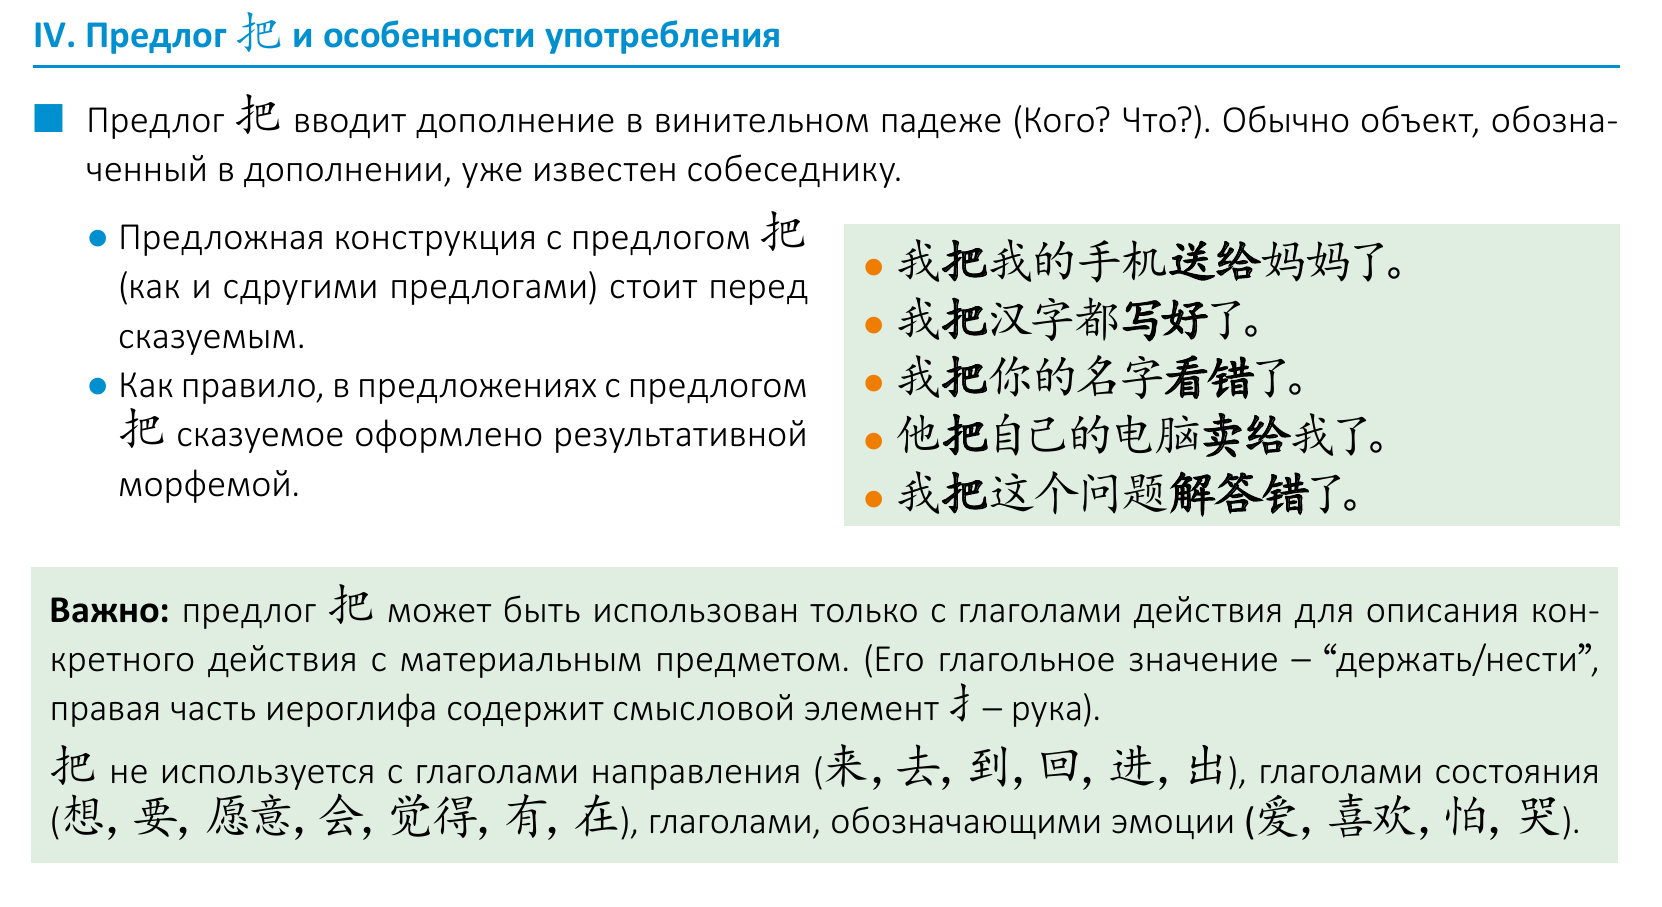 IV. Предлог 把 и особенности употребления
Предлог 把 вводит дополнение в винительном падеже (Кого? Что?). Обычно объект, обозна-
ченный в дополнении, уже известен собеседнику.
● Предложная конструкция с предлогом 把
(как и сдругими предлогами) стоит перед
сказуемым.
● Как правило, в предложениях с предлогом
把 сказуемое оформлено результативной
морфемой.
● 我把我的手机送给妈妈了。
● 我把汉字都写好了。
● 我把你的名字看错了。
● 他把自己的电脑卖给我了。
● 我把这个问题解答错了。
Важно: предлог 把 может быть использован только с глаголами действия для описания кон-
кретного действия с материальным предметом. (Его глагольное значение – “держать/нести”,
правая часть иероглифа содержит смысловой элемент 扌– рука).
把 не используется с глаголами направления (来, 去, 到, 回, 进, 出), глаголами состояния
(想, 要, 愿意, 会, 觉得, 有, 在), глаголами, обозначающими эмоции (爱, 喜欢, 怕, 哭).